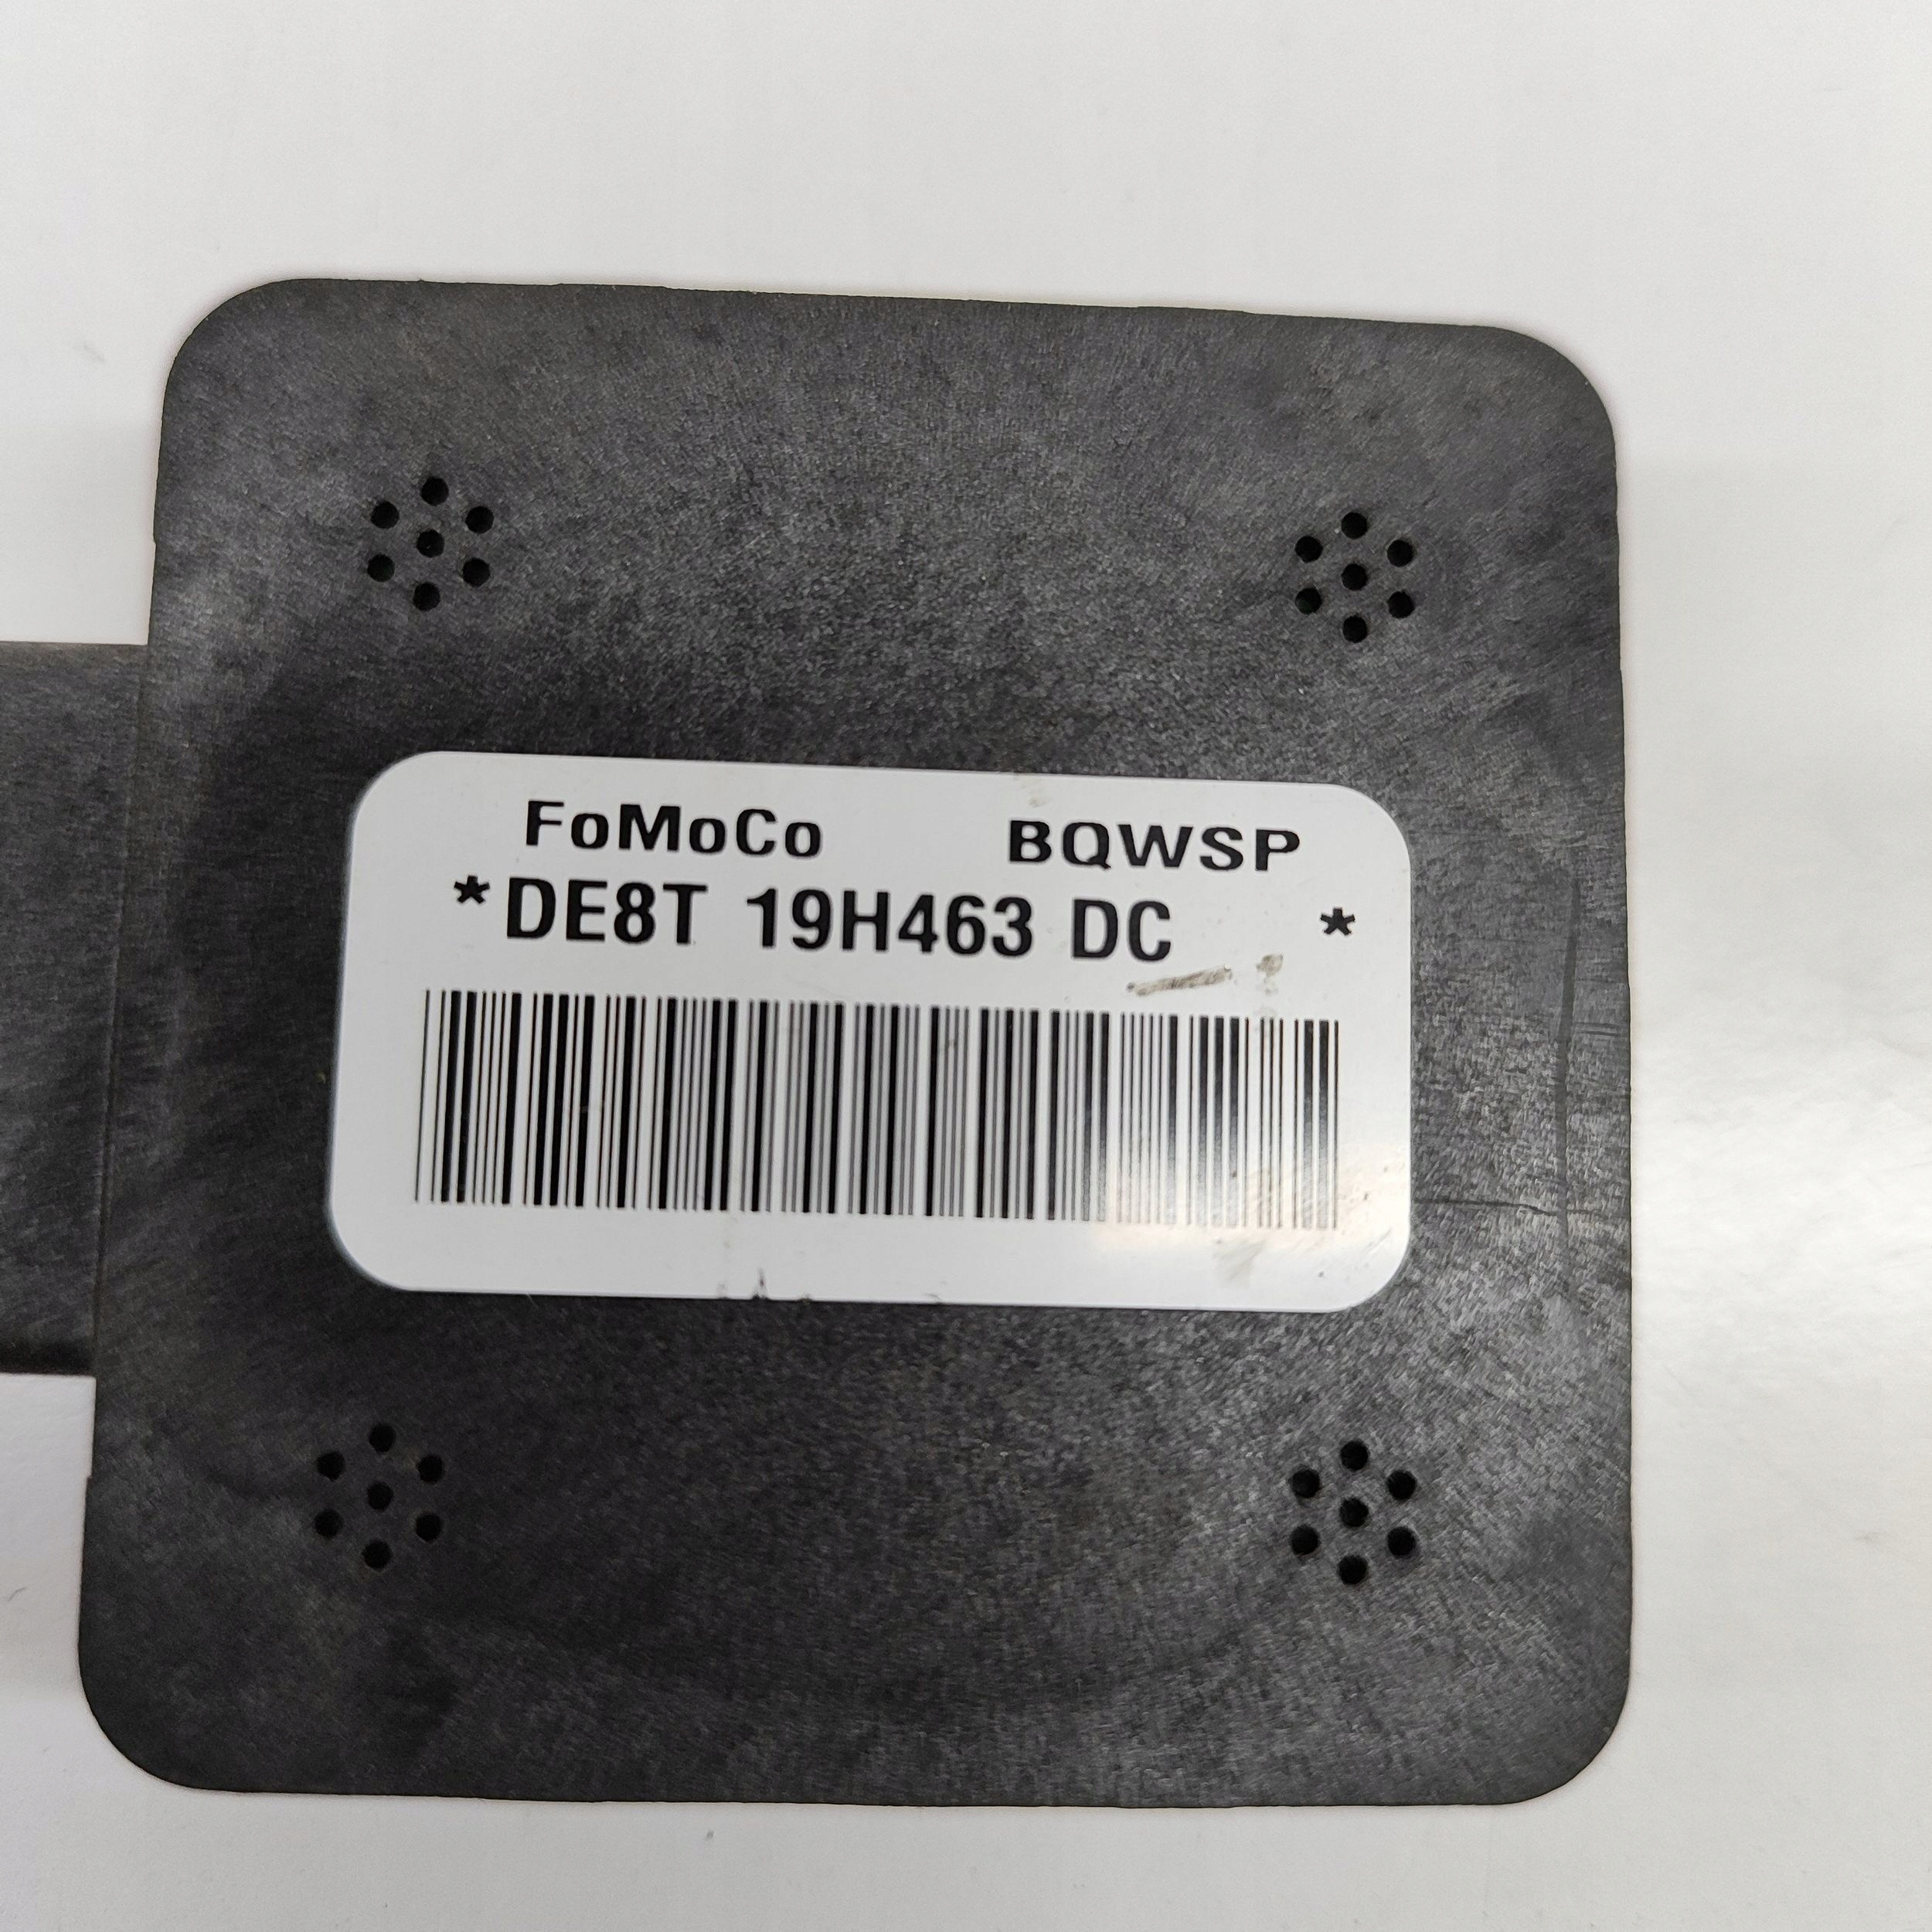 FoMoCo BQWSP
*DE8T 19H463 DC *